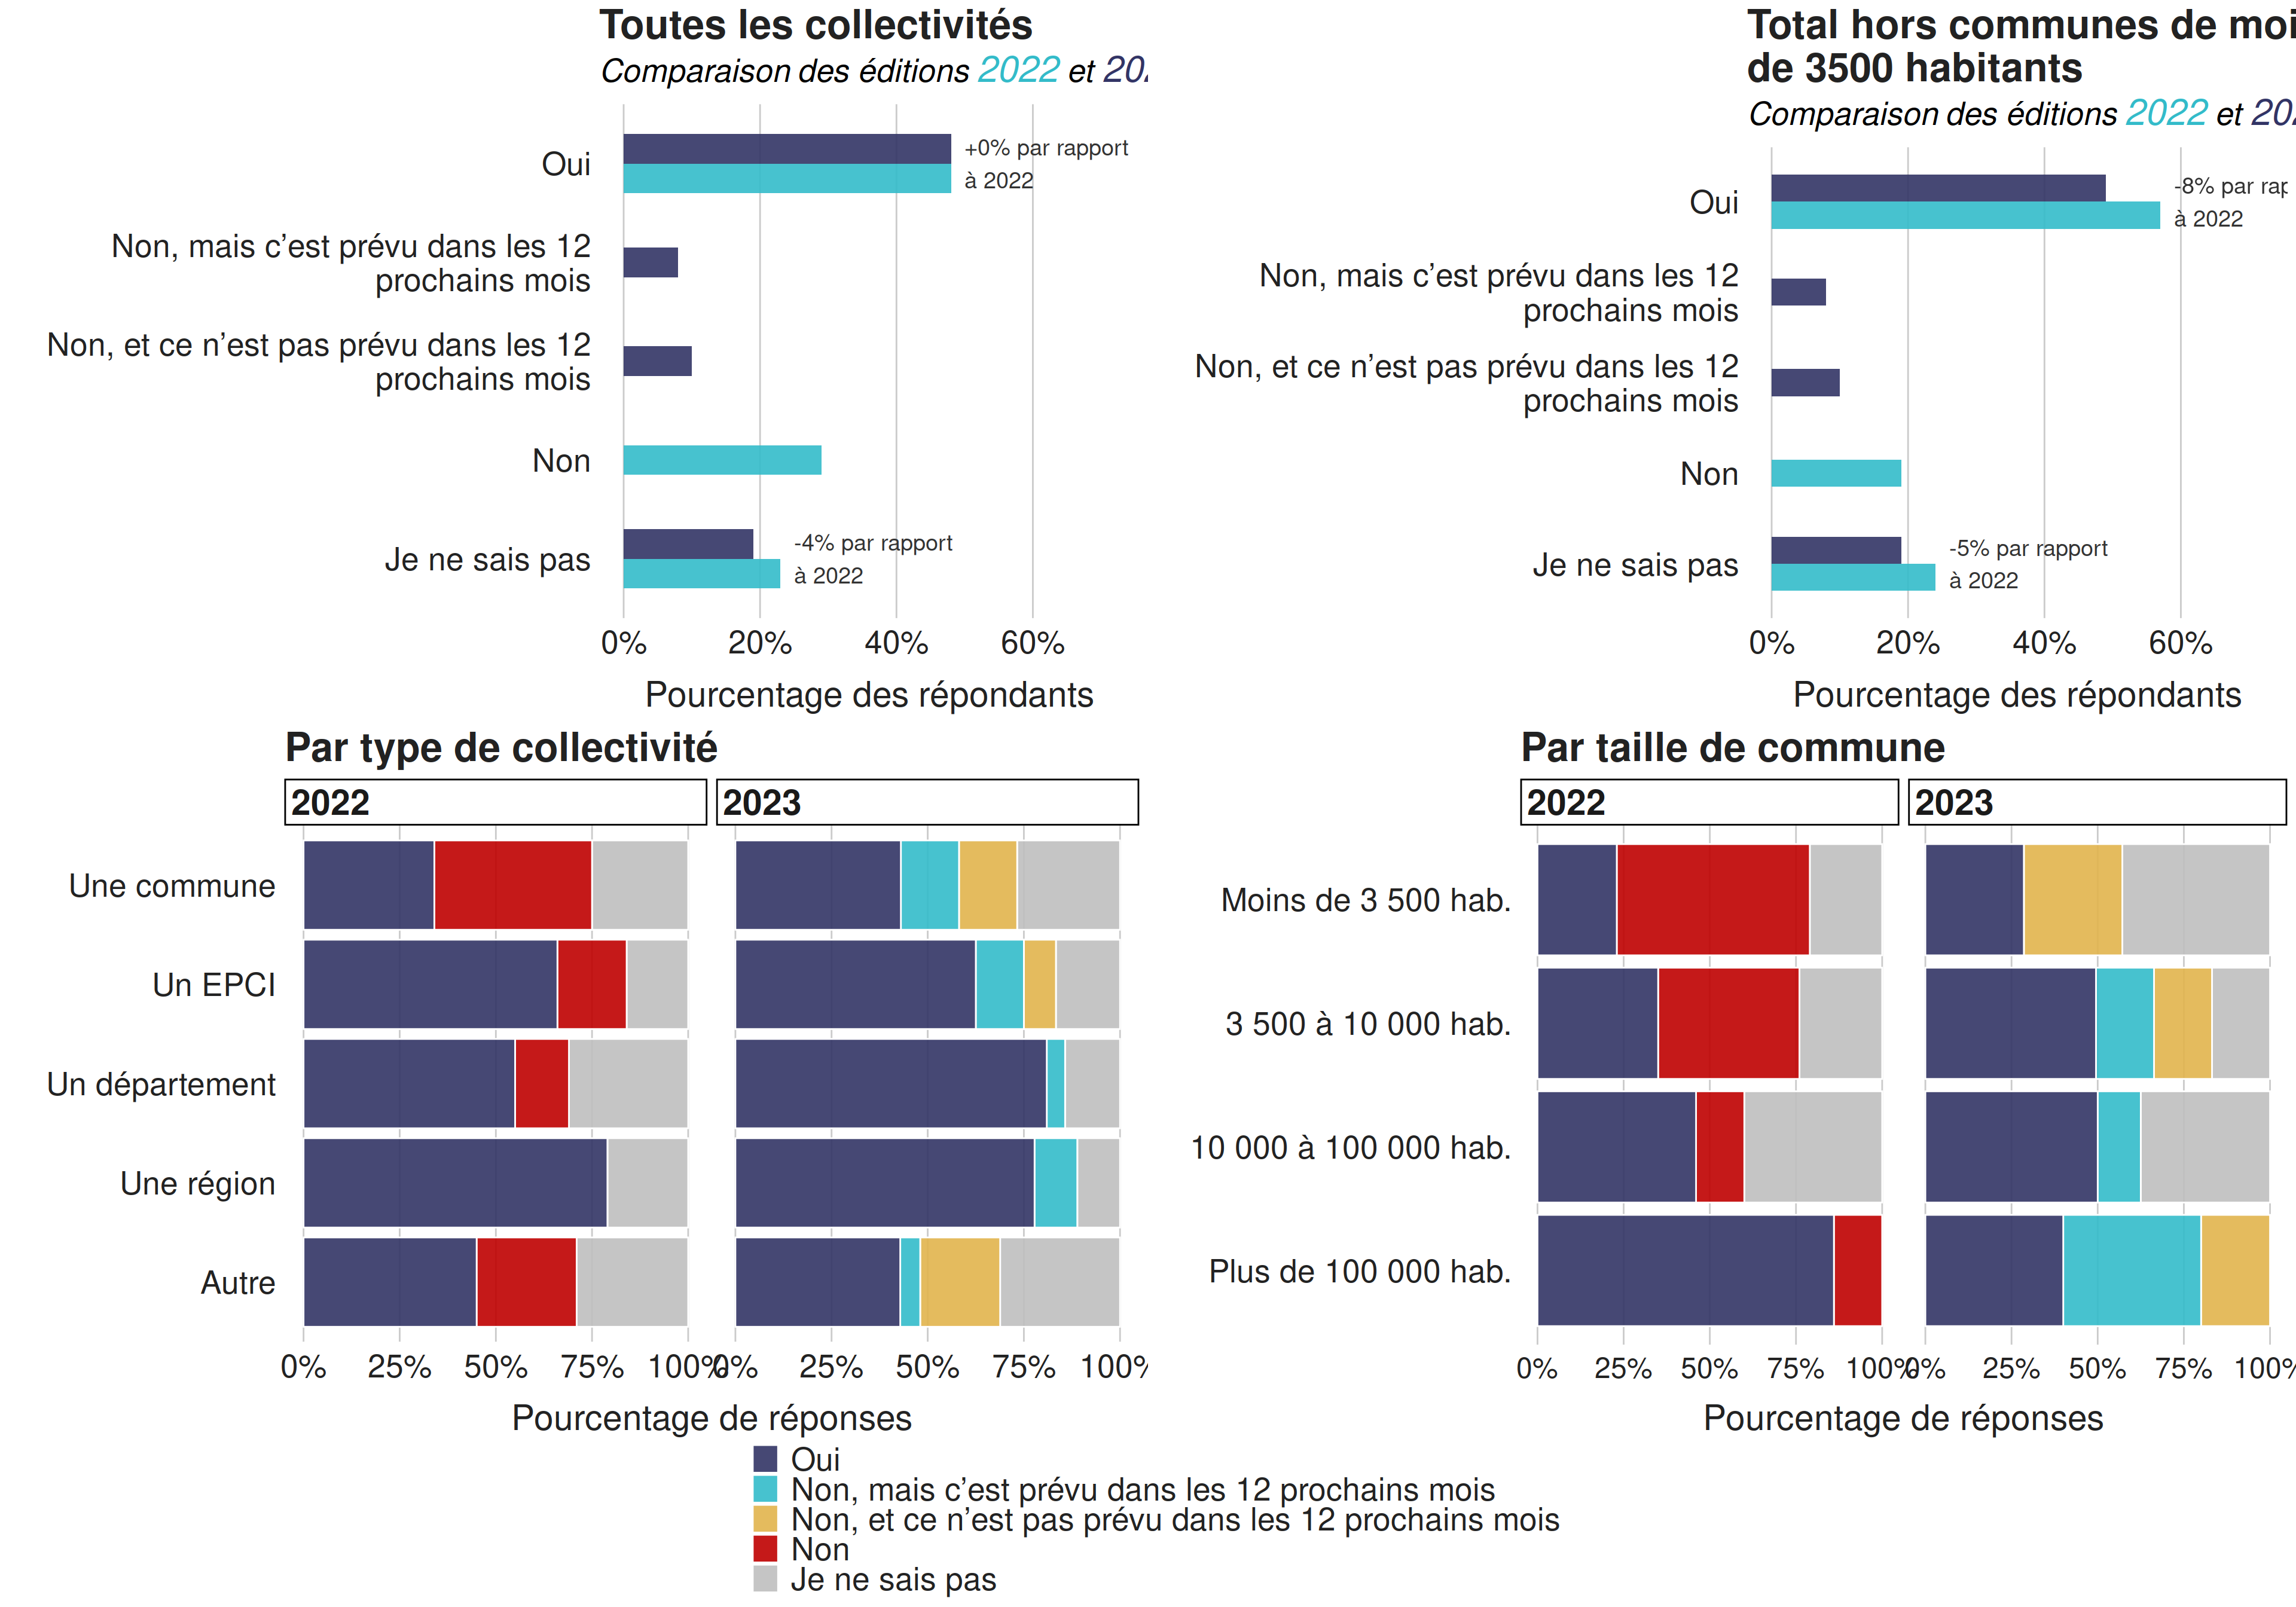 Toutes les collectivités
Comparaison des éditions 2022 et
Oui
Non, mais c’est prévu dans les 12
prochains mois
Non, et ce n’est pas prévu dans les 12
prochains mois
Non
Je ne sais pas
+0% par rapport
à 2022
-4% par rapport
à 2022
0% 20% 40% 60%
Pourcentage des répondants
Total hors communes de
de 3500 habitants
Comparaison des éditions 2022 et
Oui
Non, mais c’est prévu dans les 12
prochains mois
Non, et ce n’est pas prévu dans les 12
prochains mois
Non
Je ne sais pas
-8% par
à 2022
-5% par rapport
à 2022
0% 20% 40% 60%
Pourcentage des répondants
Par type de collectivité
2022 2023
Une commune
Un EPCI
Un département
Une région
Autre
0% 25% 50% 75% 100% 0% 25% 50% 75% 100%
Pourcentage de réponses
Par taille de commune
2022 2023
Moins de 3 500 hab.
3 500 à 10 000 hab.
10 000 à 100 000 hab.
Plus de 100 000 hab.
0% 25% 50% 75% 100% 0% 25% 50% 75% 100%
Pourcentage de réponses
Oui
Non, mais c’est prévu dans les 12 prochains mois
Non, et ce n’est pas prévu dans les 12 prochains mois
Non
Je ne sais pas